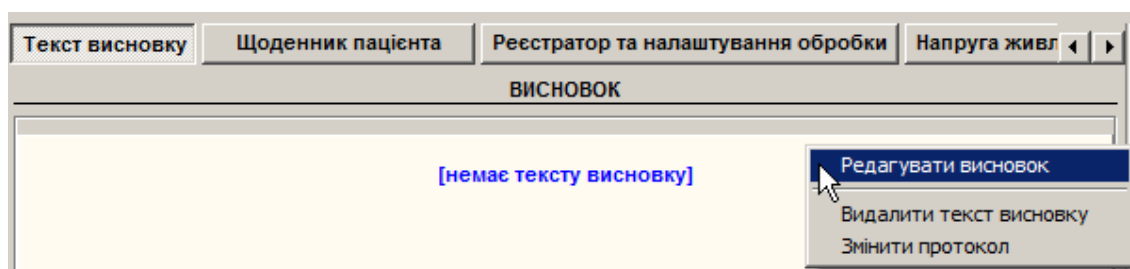 Текст висновку Щоденник пацієнта Реєстратор та налаштування обробки Напруга живл
ВИСНОВОК
[немає тексту висновку]
Редагувати висновок
Видалити текст висновку
Змінити протокол